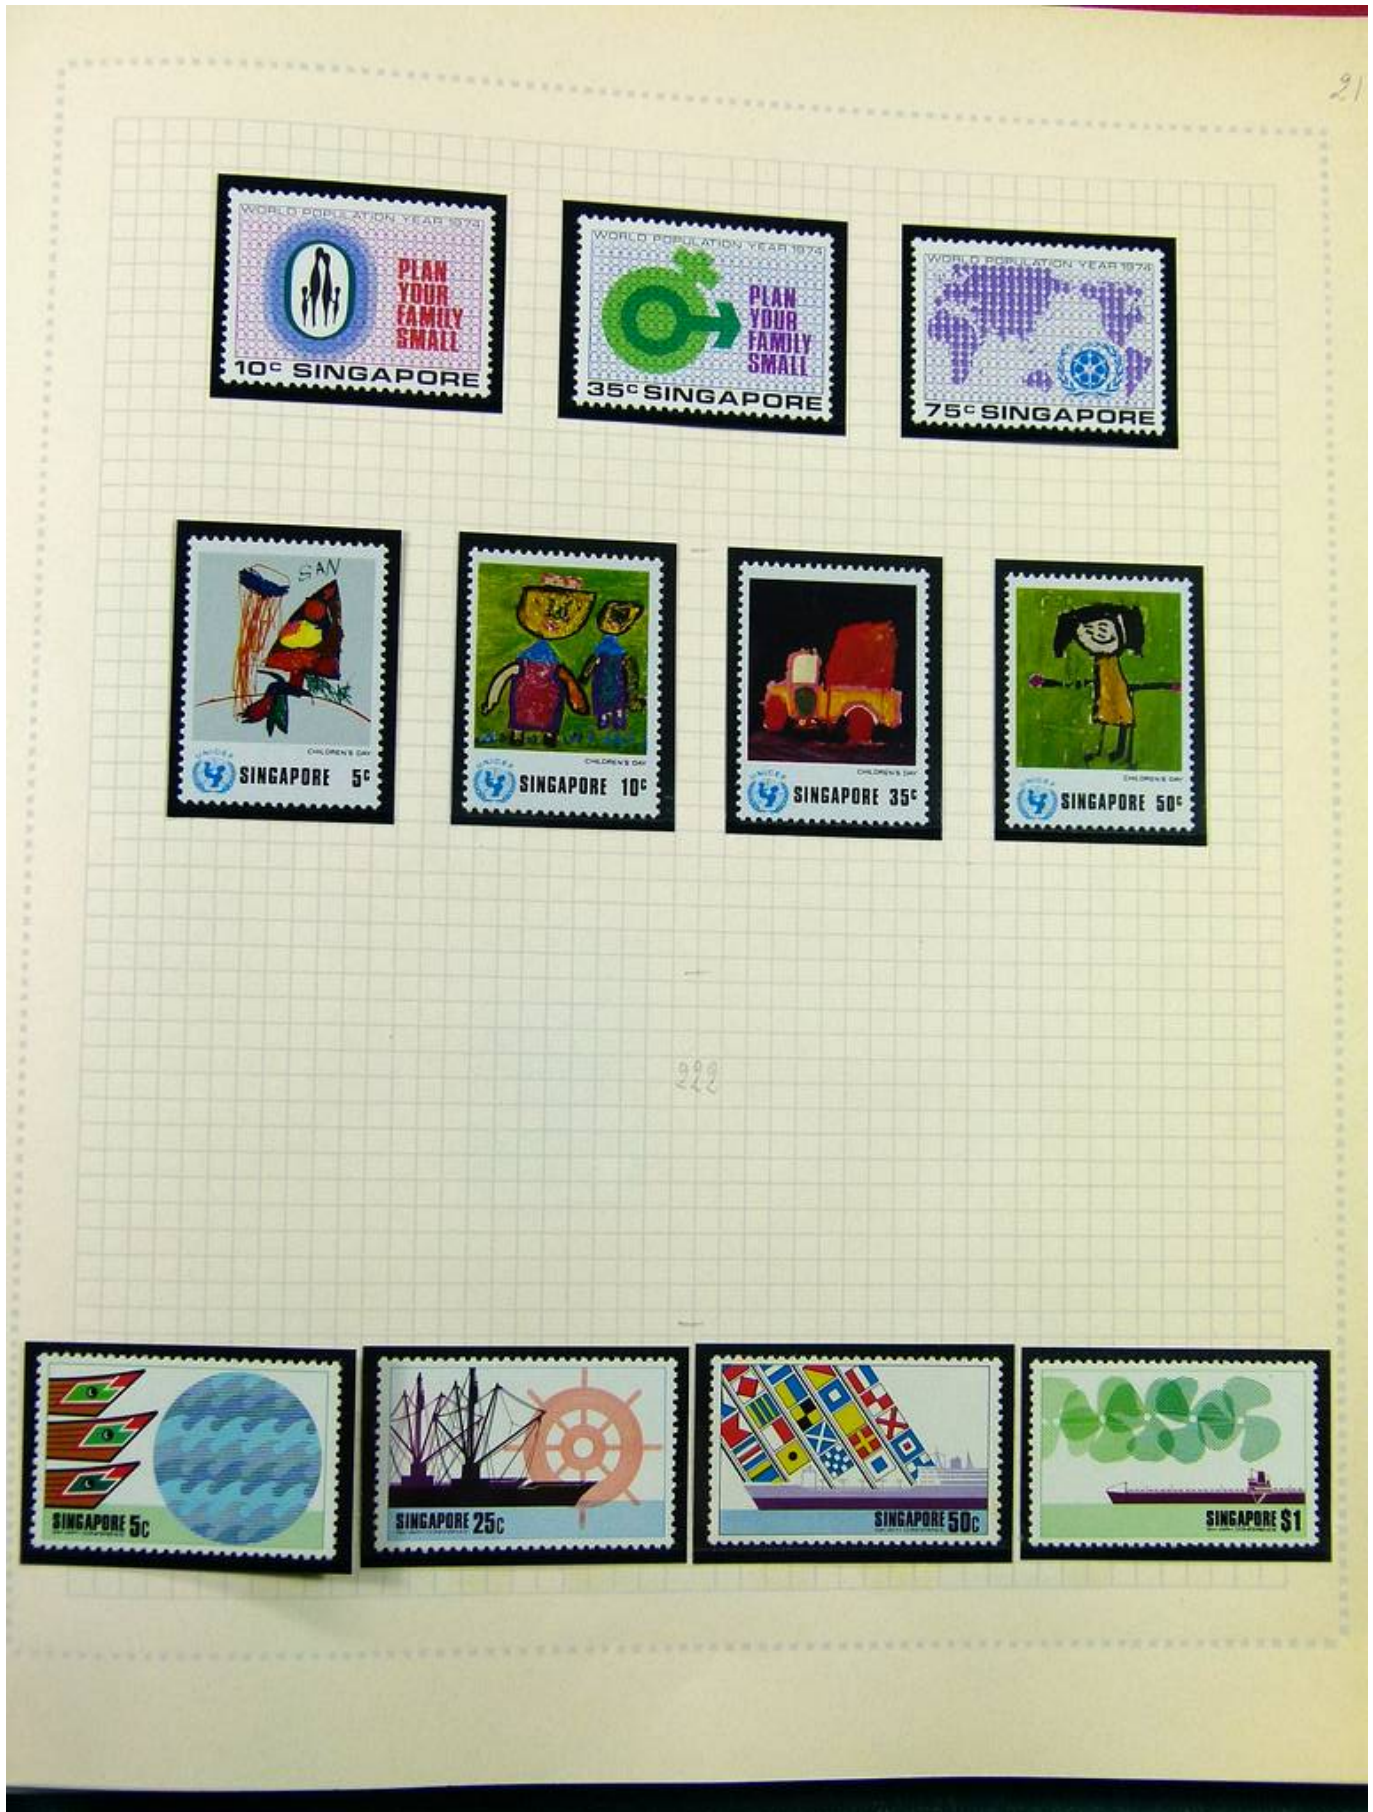 21
WORLD POPULATION YEAR 1974
PLAN
YOUR
FAMILY
SMALL
10c SINGAPORE
WORLD POPULATION YEAR 1974
PLAN
YOUR
FAMILY
SMALL
35c SINGAPORE
WORLD POPULATION YEAR 1974
75c SINGAPORE
SAN
CHILDREN'S DAY
UNICEF
SINGAPORE 5c
CHILDREN'S DAY
UNICEF
SINGAPORE 10c
CHILDREN'S DAY
UNICEF
SINGAPORE 35c
CHILDREN'S DAY
UNICEF
SINGAPORE 50c
SINGAPORE 5c
SINGAPORE 25c
SINGAPORE 50c
SINGAPORE $1